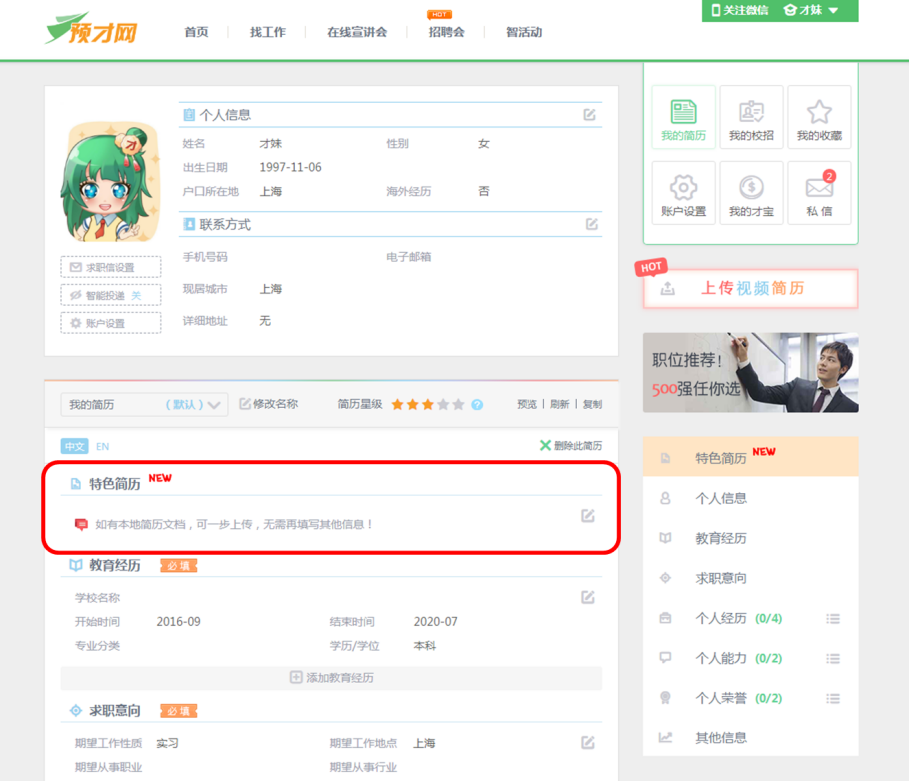 关注微信 才妹
预才网 首页 找工作 在线宣讲会 HOT 招聘会 智活动
个人信息
姓名 才妹 性别 女
出生日期 1997-11-06
户口所在地 上海 海外经历 否
联系方式
手机号码 电子邮箱
现居城市 上海
详细地址 无
才
求职信设置
智能投递 关
账户设置
我的简历 我的校招 我的收藏
2
账户设置 我的才宝 私信
HOT
上传视频简历
职位推荐!
500强任你选
我的简历 (默认) 修改名称 简历星级 ? 预览 | 刷新 | 复制
中文 EN 删除此简历
特色简历 NEW
如有本地简历文档，可一步上传，无需再填写其他信息！
教育经历 必填
学校名称
开始时间 2016-09 结束时间 2020-07
专业分类 学历/学位 本科
添加教育经历
求职意向 必填
期望工作性质 实习 期望工作地点 上海
期望从事职业 期望从事行业
特色简历 NEW
个人信息
教育经历
求职意向
个人经历 (0/4)
个人能力 (0/2)
个人荣誉 (0/2)
其他信息